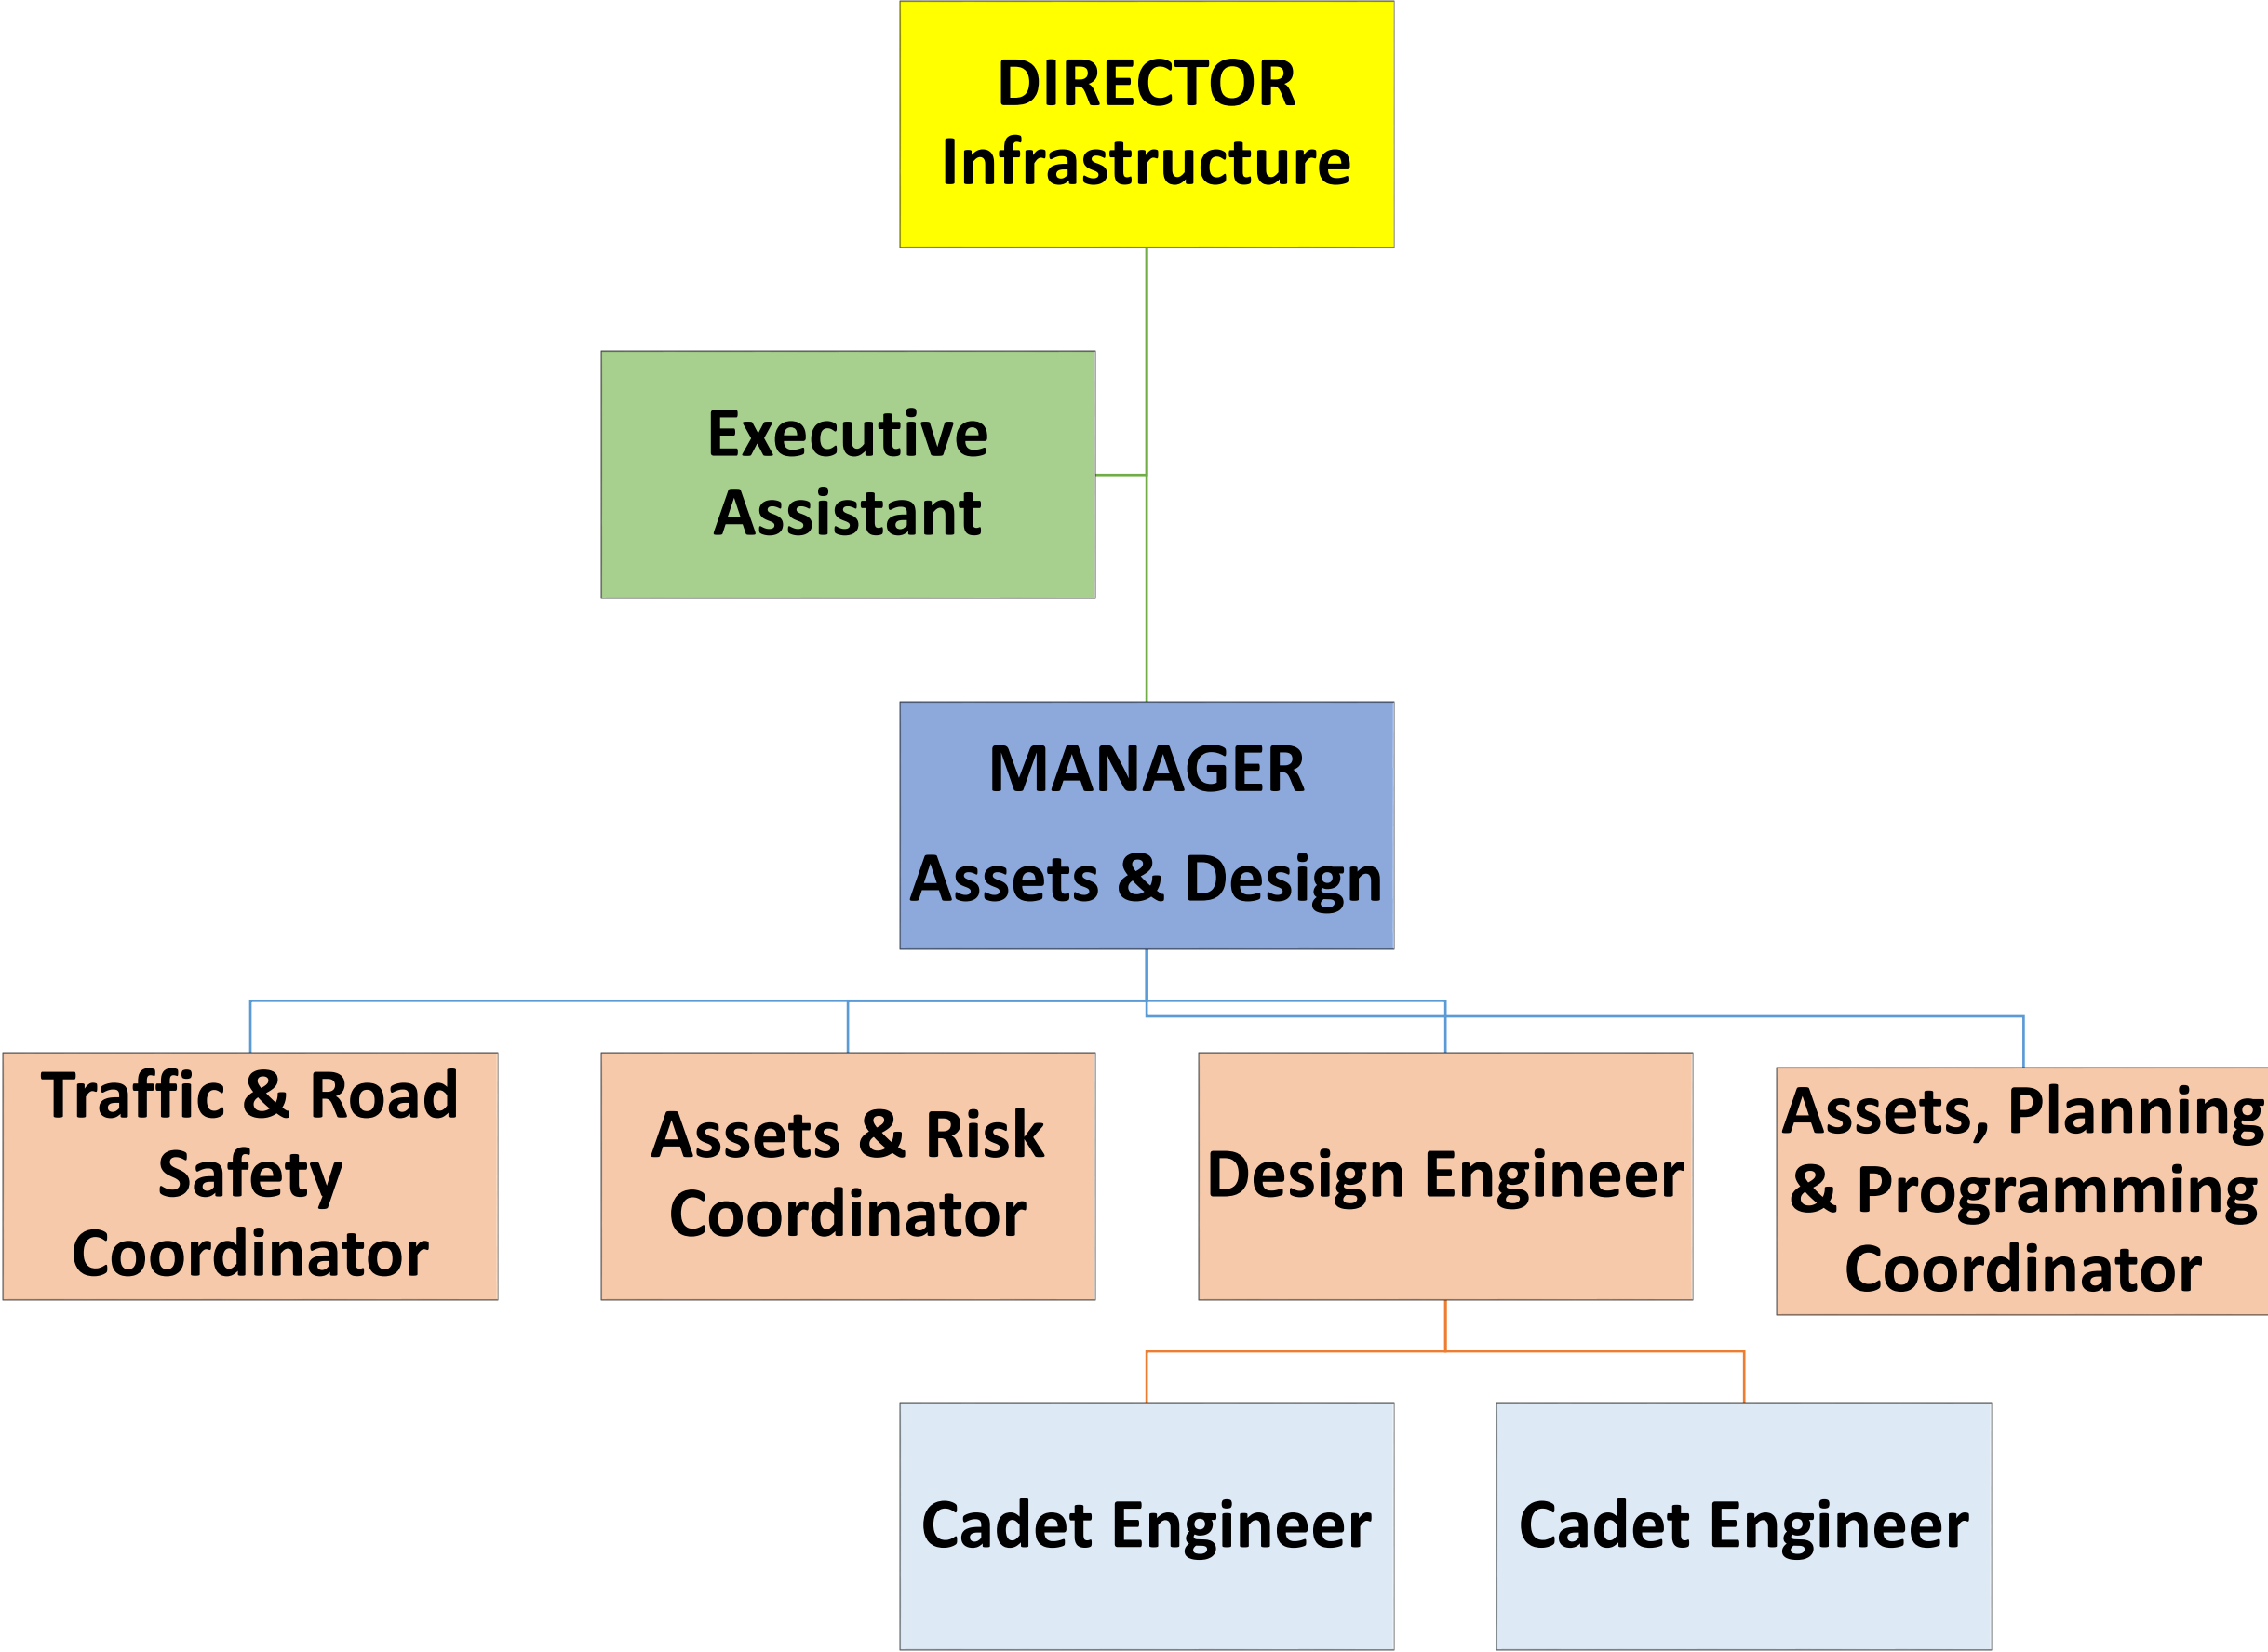 DIRECTOR
Infrastructure
Executive
Assistant
MANAGER
Assets & Design
Traffic & Road
Safety
Coordinator
Assets & Risk
Coordinator
Design Engineer
Assets, Planning
& Programming
Coordinator
Cadet Engineer
Cadet Engineer